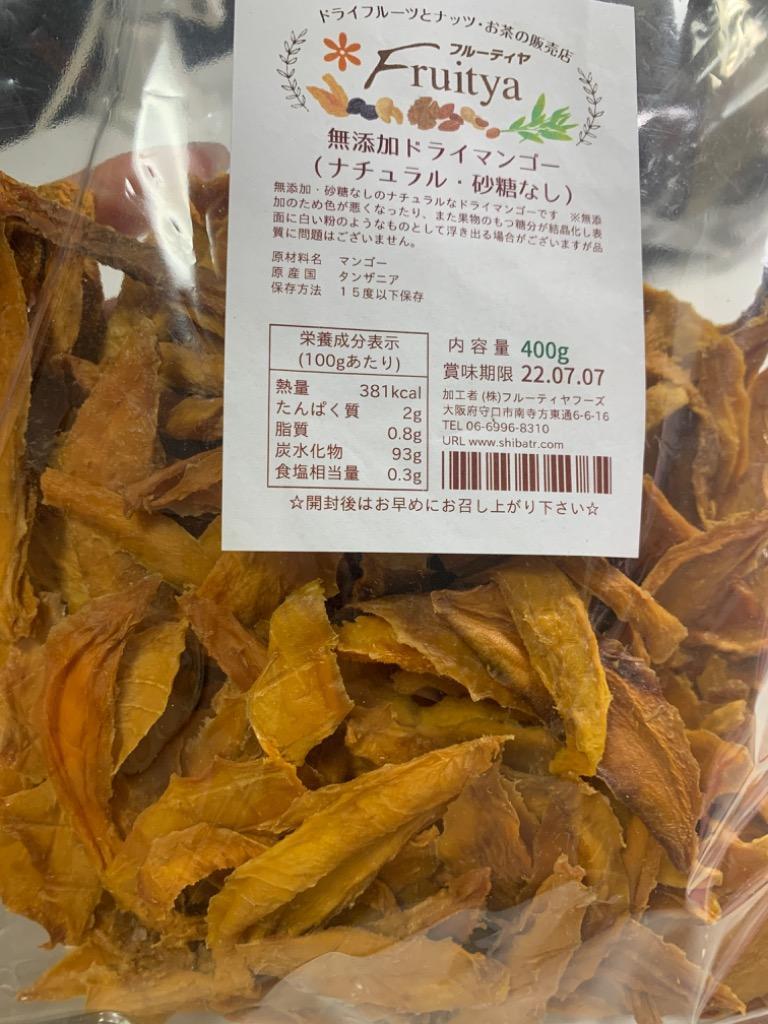 ドライフルーツとナッツ・お茶の販売店
フルーティヤ
Fruitya
無添加ドライマンゴー
(ナチュラル・砂糖なし)
無添加・砂糖なしのナチュラルなドライマンゴーです ※無添
加のため色が悪くなったり、また果物のもつ糖分が結晶化し表
面に白い粉のようなものとして浮き出る場合がございますが品
質に問題はございません。
原材料名 マンゴー
原産国 タンザニア
保存方法 15度以下保存
栄養成分表示
(100gあたり)
熱量 381kcal
たんぱく質 2g
脂質 0.8g
炭水化物 93g
食塩相当量 0.3g
内容量 400g
賞味期限 22.07.07
加工者 (株)フルーティヤフーズ
大阪府守口市南寺方東通6-6-16
TEL 06-6996-8310
URL www.shibatr.com
☆開封後はお早めにお召し上がり下さい☆